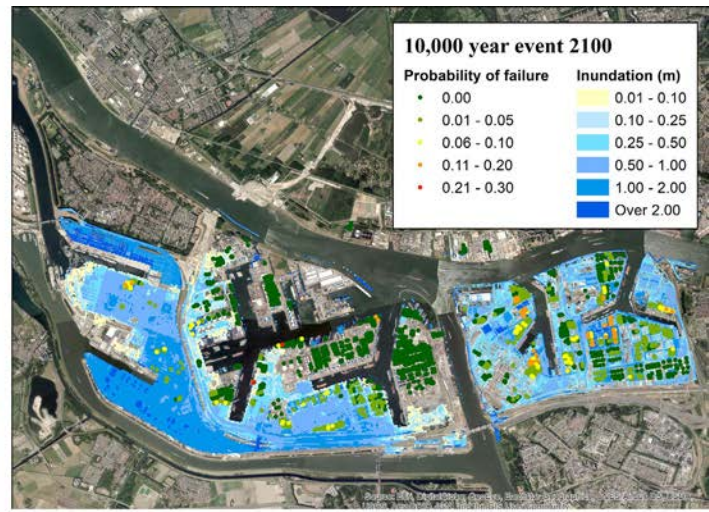 10,000 year event 2100
Probability of failure
0.00
0.01 - 0.05
0.06 - 0.10
0.11 - 0.20
0.21 - 0.30
Inundation (m)
0.01 - 0.10
0.10 - 0.25
0.25 - 0.50
0.50 - 1.00
1.00 - 2.00
Over 2.00